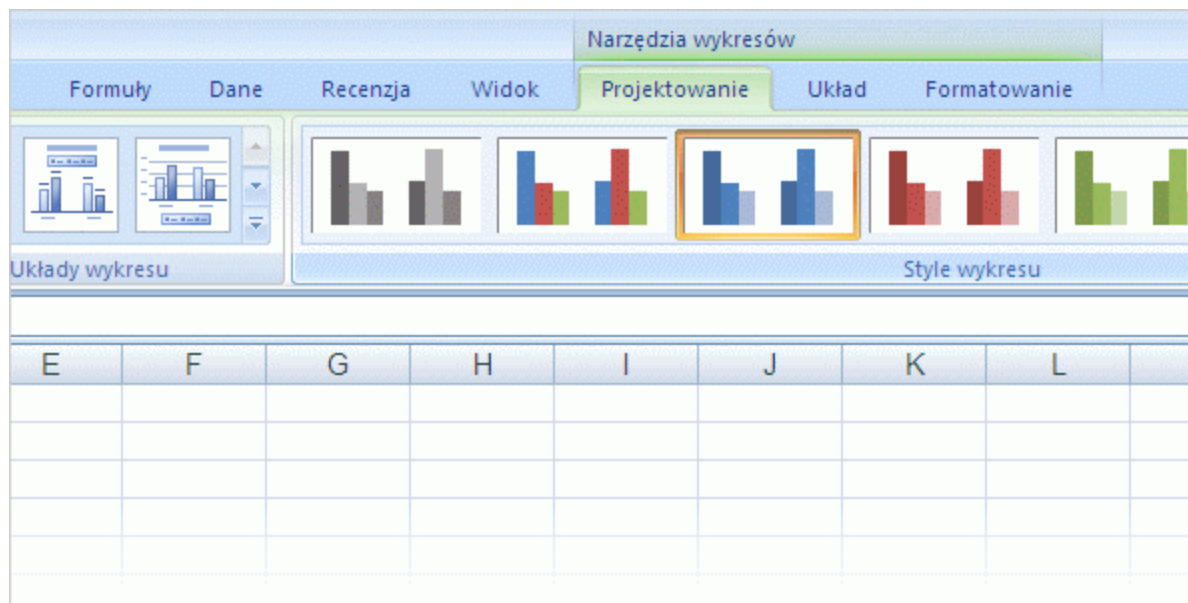 Narzędzia wykresów
Formuły Dane Recenzja Widok Projektowanie Układ Formatowanie
Układy wykresu Style wykresu
E F G H I J K L